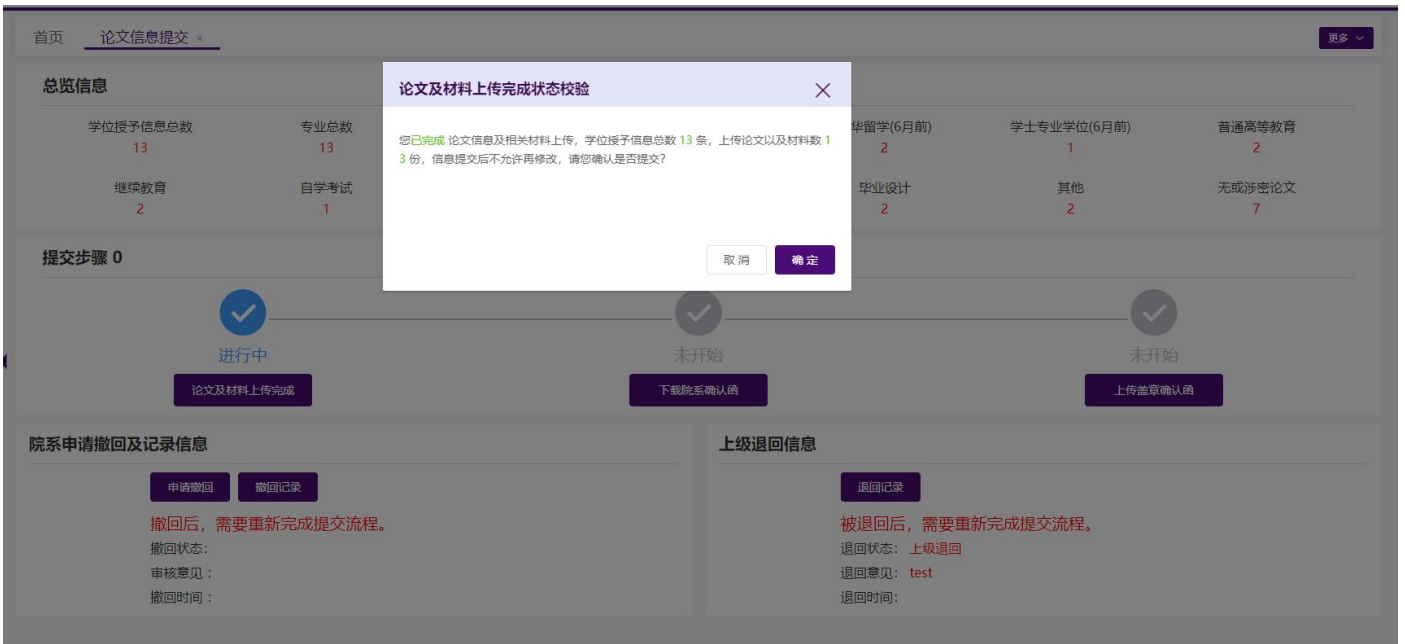 首页 论文信息提交 × 更多
总览信息
论文及材料上传完成状态校验
学位授予信息总数 专业总数 华留学(6月前) 学士专业学位(6月前) 普通高等教育
13 13 2 1 2
您已完成 论文信息及相关材料上传，学位授予信息总数 13 条，上传论文以及材料数 1
3 份，信息提交后不允许再修改，请您确认是否提交?
继续教育 自学考试 毕业设计 其他 无或涉密论文
2 1 2 2 7
取 消 确 定
提交步骤 0
进行中 未开始 未开始
论文及材料上传完成 下载院系确认函 上传盖章确认函
院系申请撤回及记录信息 上级退回信息
申请撤回 撤回记录 退回记录
撤回后，需要重新完成提交流程。 被退回后，需要重新完成提交流程。
撤回状态： 退回状态： 上级退回
审核意见： 退回意见： test
撤回时间： 退回时间：